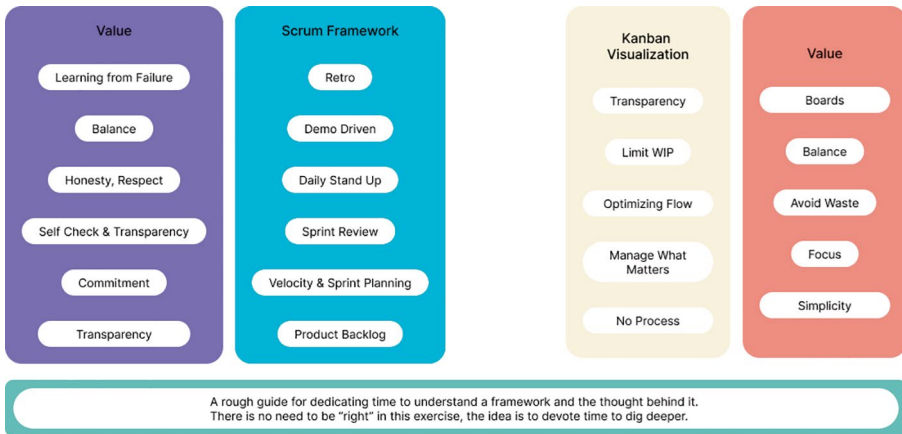 Value
Learning from Failure
Balance
Honesty, Respect
Self Check & Transparency
Commitment
Transparency
Scrum Framework
Retro
Demo Driven
Daily Stand Up
Sprint Review
Velocity & Sprint Planning
Product Backlog
Kanban
Visualization
Transparency
Limit WIP
Optimizing Flow
Manage What
Matters
No Process
Value
Boards
Balance
Avoid Waste
Focus
Simplicity
A rough guide for dedicating time to understand a framework and the thought behind it.
There is no need to be “right” in this exercise, the idea is to devote time to dig deeper.